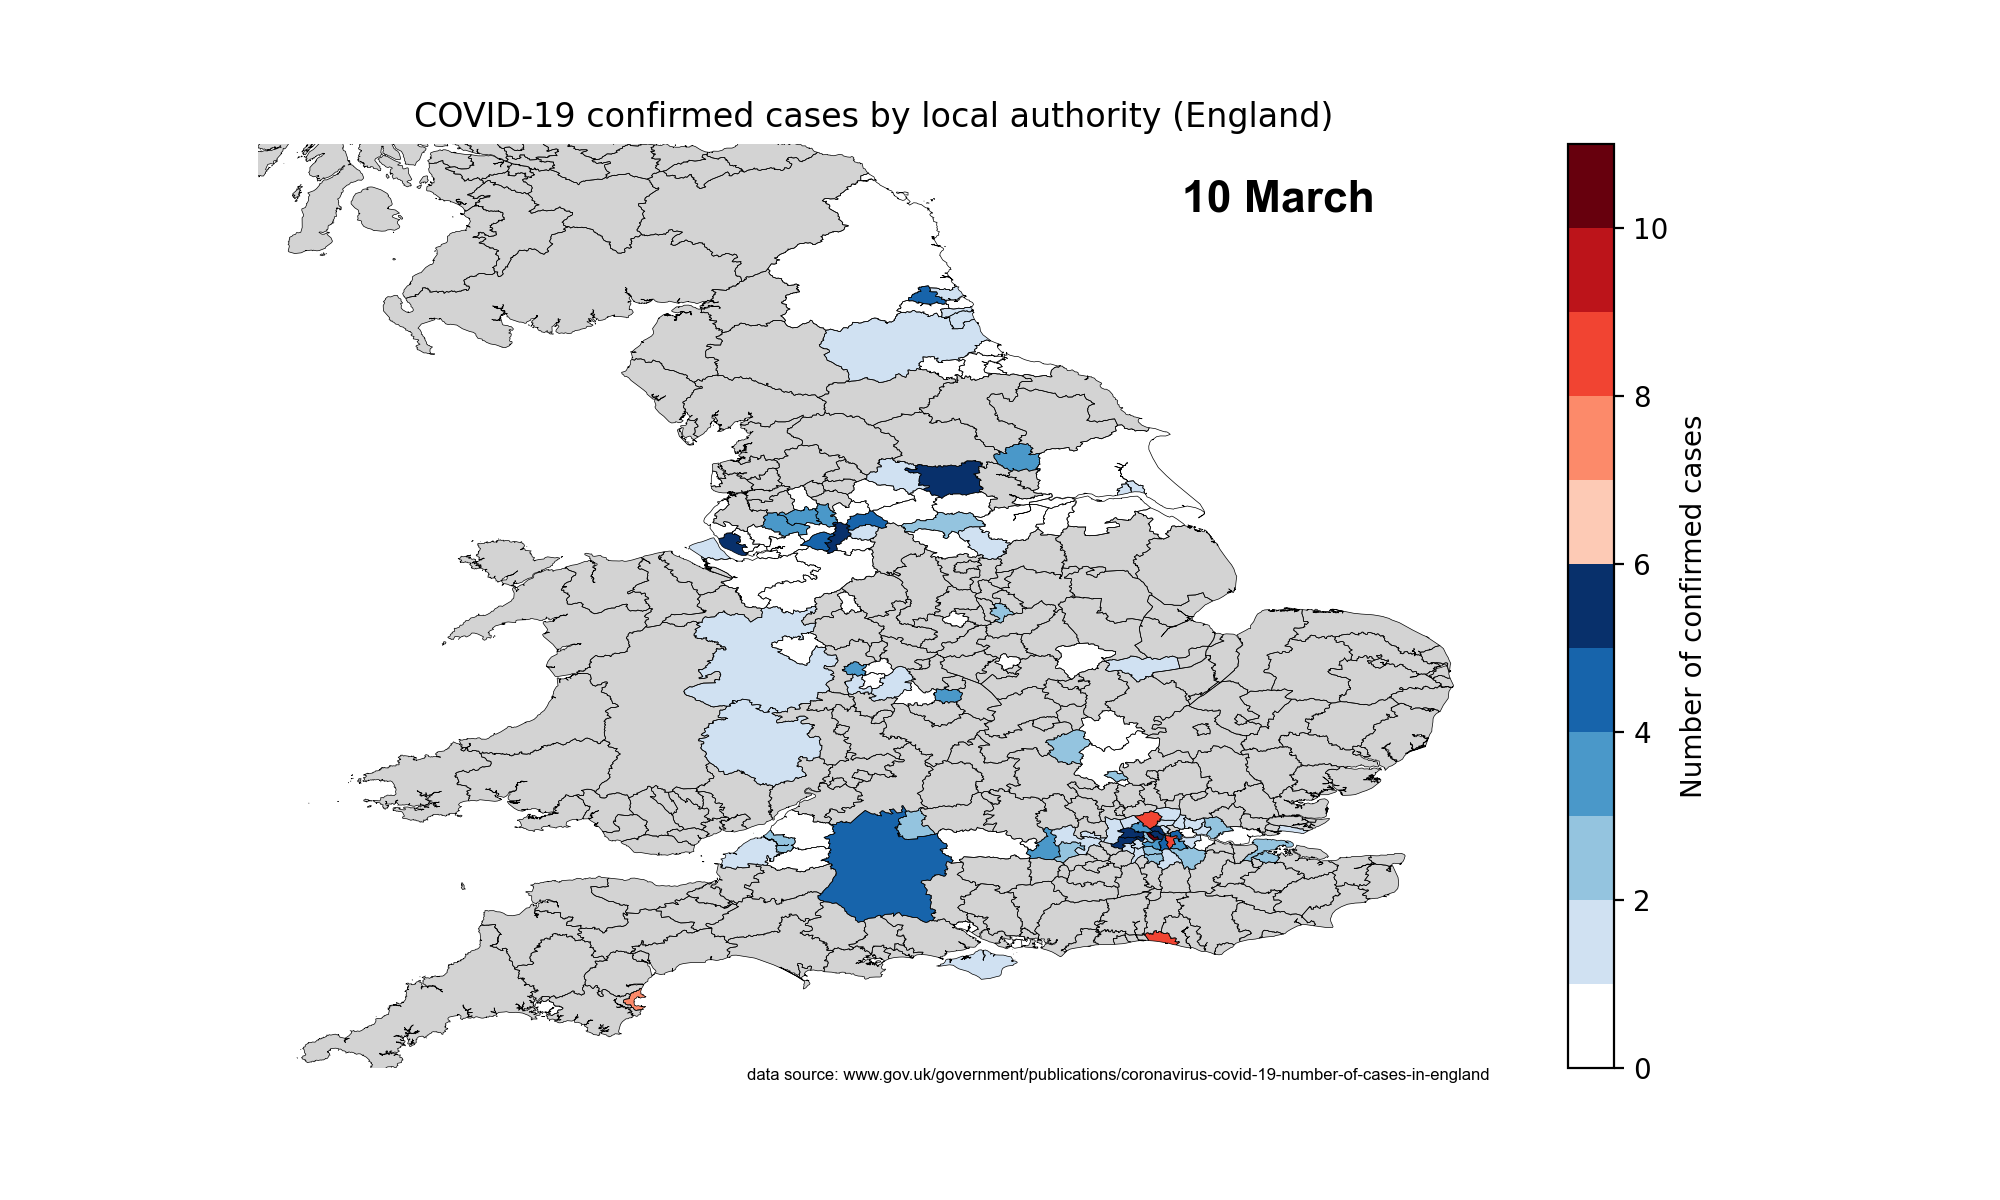 COVID-19 confirmed cases by local authority (England)
10 March
10
8
6
4
2
0
Number of confirmed cases
data source: www.gov.uk/government/publications/coronavirus-covid-19-number-of-cases-in-england